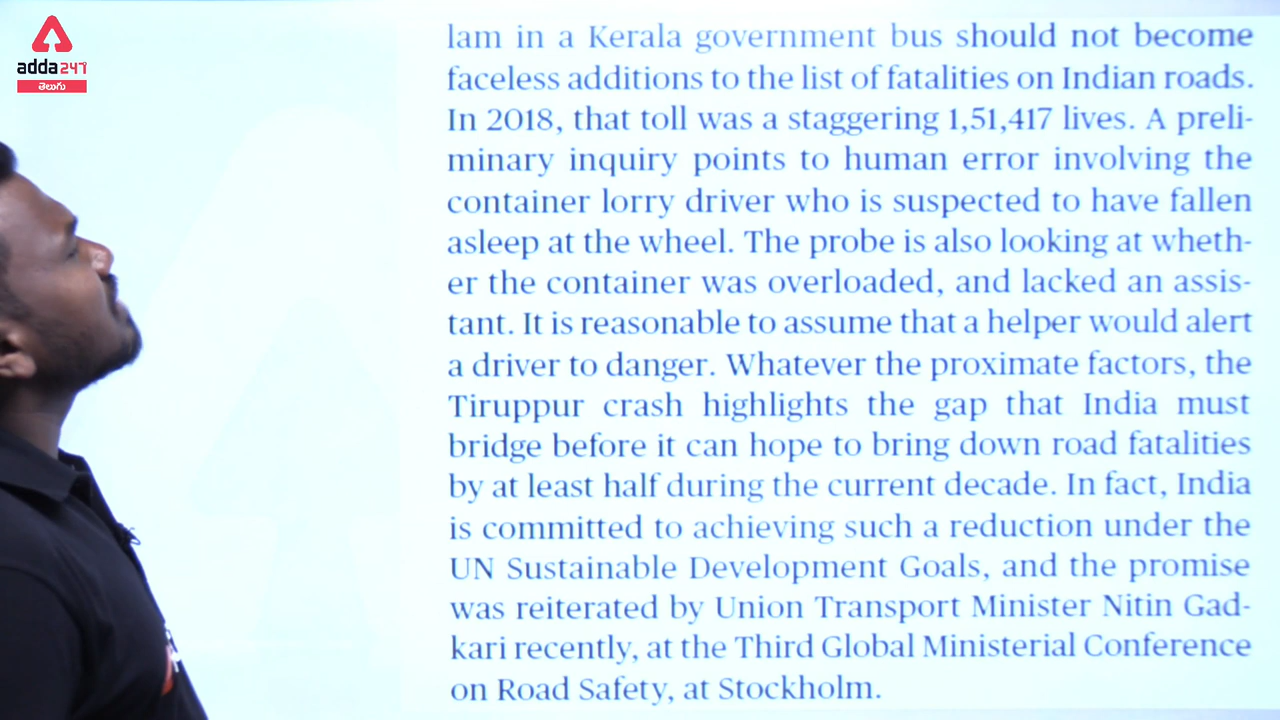 adda247
తెలుగు
lam in a Kerala government bus should not become
faceless additions to the list of fatalities on Indian roads.
In 2018, that toll was a staggering 1,51,417 lives. A preli-
minary inquiry points to human error involving the
container lorry driver who is suspected to have fallen
asleep at the wheel. The probe is also looking at wheth-
er the container was overloaded, and lacked an assis-
tant. It is reasonable to assume that a helper would alert
a driver to danger. Whatever the proximate factors, the
Tiruppur crash highlights the gap that India must
bridge before it can hope to bring down road fatalities
by at least half during the current decade. In fact, India
is committed to achieving such a reduction under the
UN Sustainable Development Goals, and the promise
was reiterated by Union Transport Minister Nitin Gad-
kari recently, at the Third Global Ministerial Conference
on Road Safety, at Stockholm.